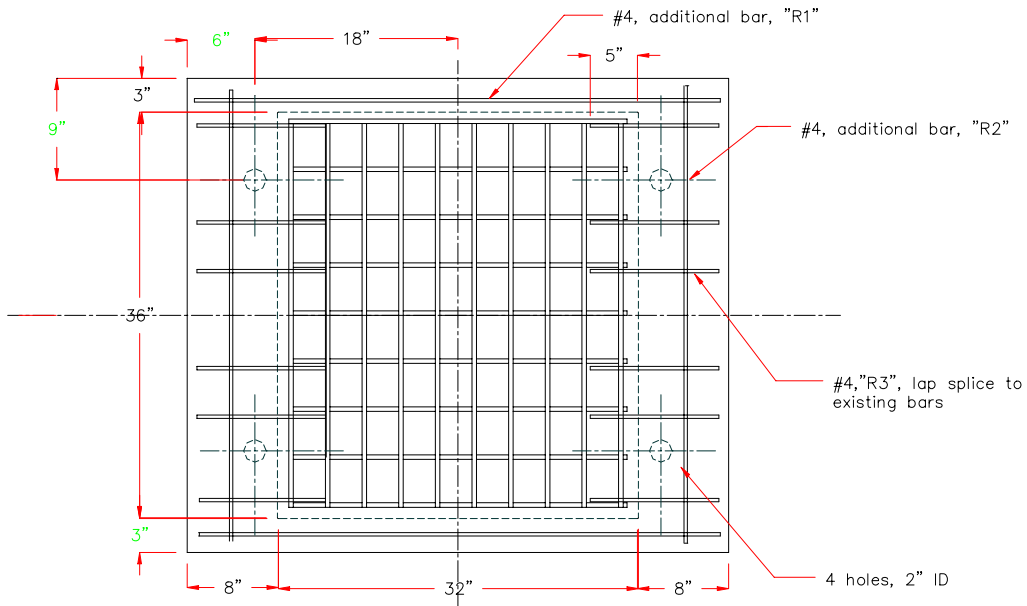 #4, additional bar, "R1"
6"
18"
5"
3"
9"
#4, additional bar, "R2"
36"
#4,"R3", lap splice to
existing bars
3"
4 holes, 2" ID
8"
32"
8"